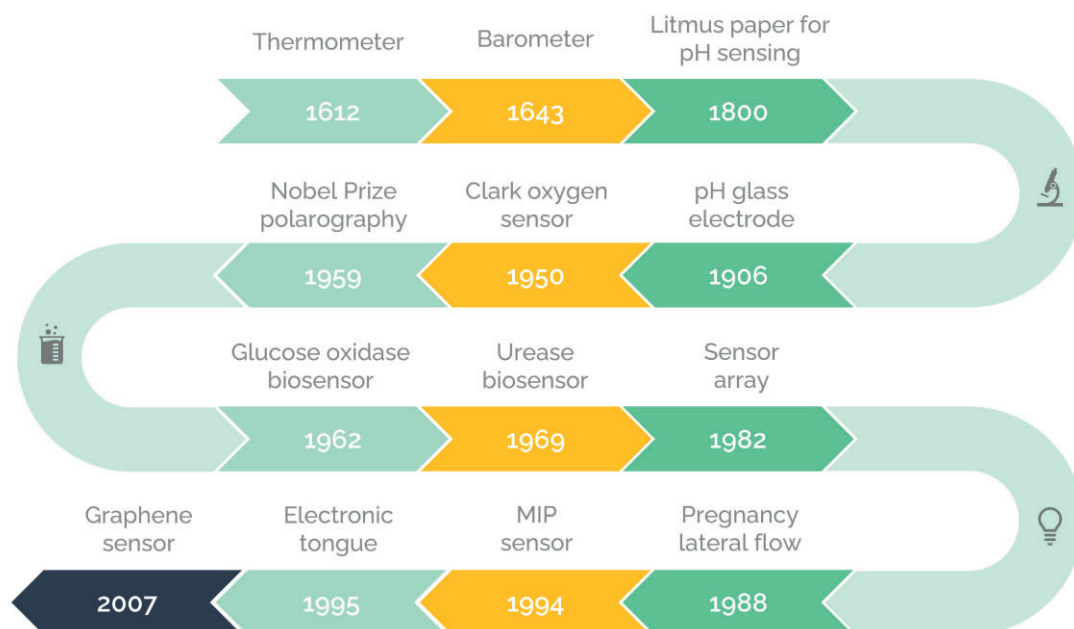 Thermometer
Barometer
Litmus paper for
pH sensing
1612
1643
1800
Nobel Prize
polarography
Clark oxygen
sensor
pH glass
electrode
1959
1950
1906
Glucose oxidase
biosensor
Urease
biosensor
Sensor
array
1962
1969
1982
Graphene
sensor
Electronic
tongue
MIP
sensor
Pregnancy
lateral flow
2007
1995
1994
1988